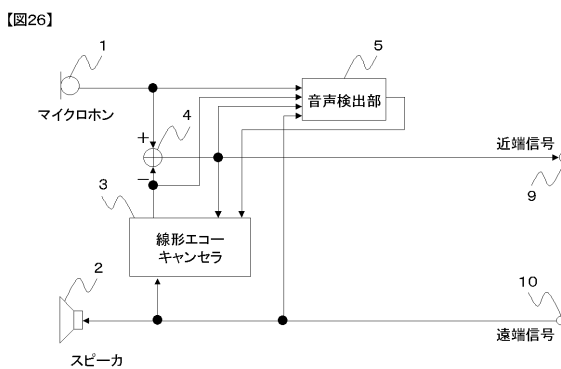 【図26】
1
マイクロホン
5
音声検出部
+
4
−
近端信号
9
3
線形エコー
キャンセラ
2
スピーカ
10
遠端信号